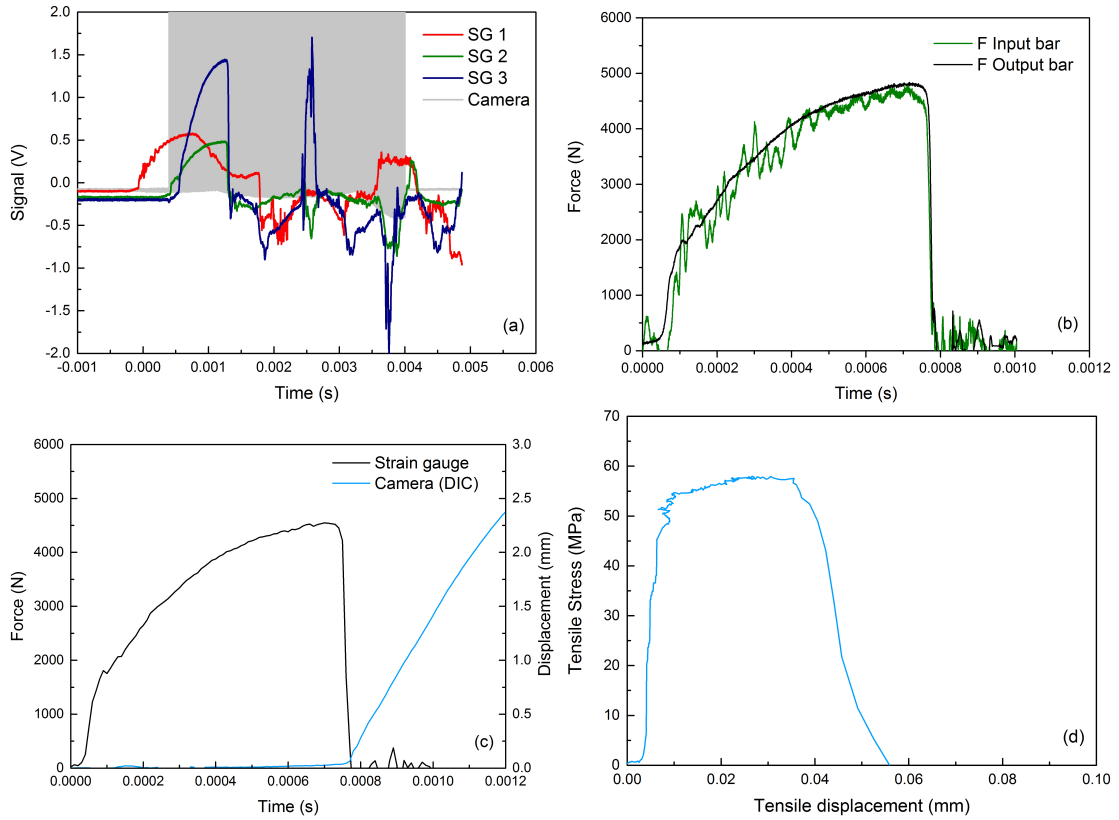 2.0
1.5
1.0
0.5
0.0
-0.5
-1.0
-1.5
-2.0
Signal (V)
SG 1
SG 2
SG 3
Camera
(a)
-0.001 0.000 0.001 0.002 0.003 0.004 0.005 0.006
Time (s)
6000
5000
4000
3000
2000
1000
0
Force (N)
F Input bar
F Output bar
(b)
0.0000 0.0002 0.0004 0.0006 0.0008 0.0010 0.0012
Time (s)
6000
5000
4000
3000
2000
1000
0
Force (N)
Strain gauge
Camera (DIC)
3.0
2.5
2.0
1.5
1.0
0.5
0.0
Displacement (mm)
(c)
0.0000 0.0002 0.0004 0.0006 0.0008 0.0010 0.0012
Time (s)
70
60
50
40
30
20
10
0
Tensile Stress (MPa)
(d)
0.00 0.02 0.04 0.06 0.08 0.10
Tensile displacement (mm)